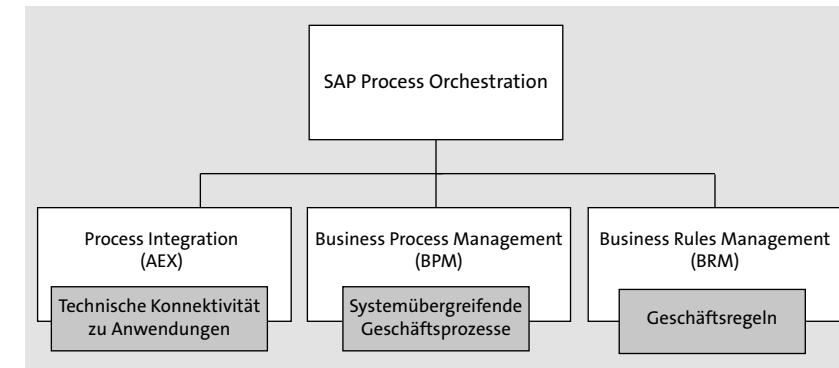 SAP Process Orchestration
Process Integration
(AEX)
Technische Konnektivität
zu Anwendungen
Business Process Management
(BPM)
Systemübergreifende
Geschäftsprozesse
Business Rules Management
(BRM)
Geschäftsregeln